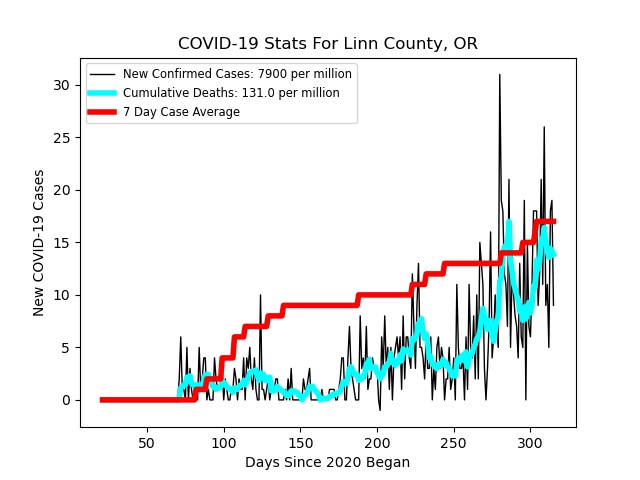 COVID-19 Stats For Linn County, OR
New Confirmed Cases: 7900 per million
Cumulative Deaths: 131.0 per million
7 Day Case Average
30
25
20
15
10
5
0
New COVID-19 Cases
50 100 150 200 250 300
Days Since 2020 Began